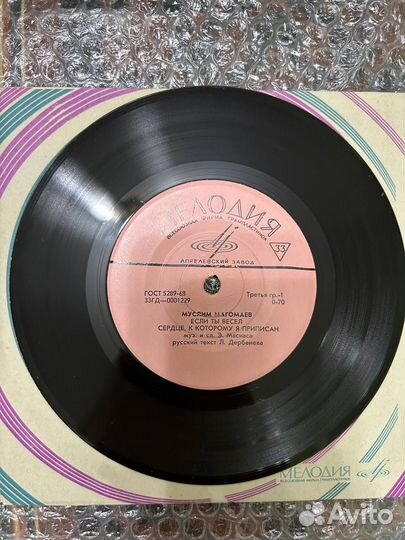 МЕЛОДИЯ
ВСЕСОЮЗНАЯ ФИРМА ГРАМПЛАСТИНОК
33
АПРЕЛЕВСКИЙ ЗАВОД
ГОСТ 5289-68
33ГД—0001229
Третья гр.-1
0-70
МУСЛИМ МАГОМАЕВ
ЕСЛИ ТЫ ВЕСЕЛ
СЕРДЦЕ, К КОТОРОМУ Я ПРИПИСАН
муз. и сл. Э. Масиаса
русский текст Л. Дербенева
МЕЛОДИЯ
ВСЕСОЮЗНАЯ ФИРМА ГРАМПЛАСТИНОК
Avito